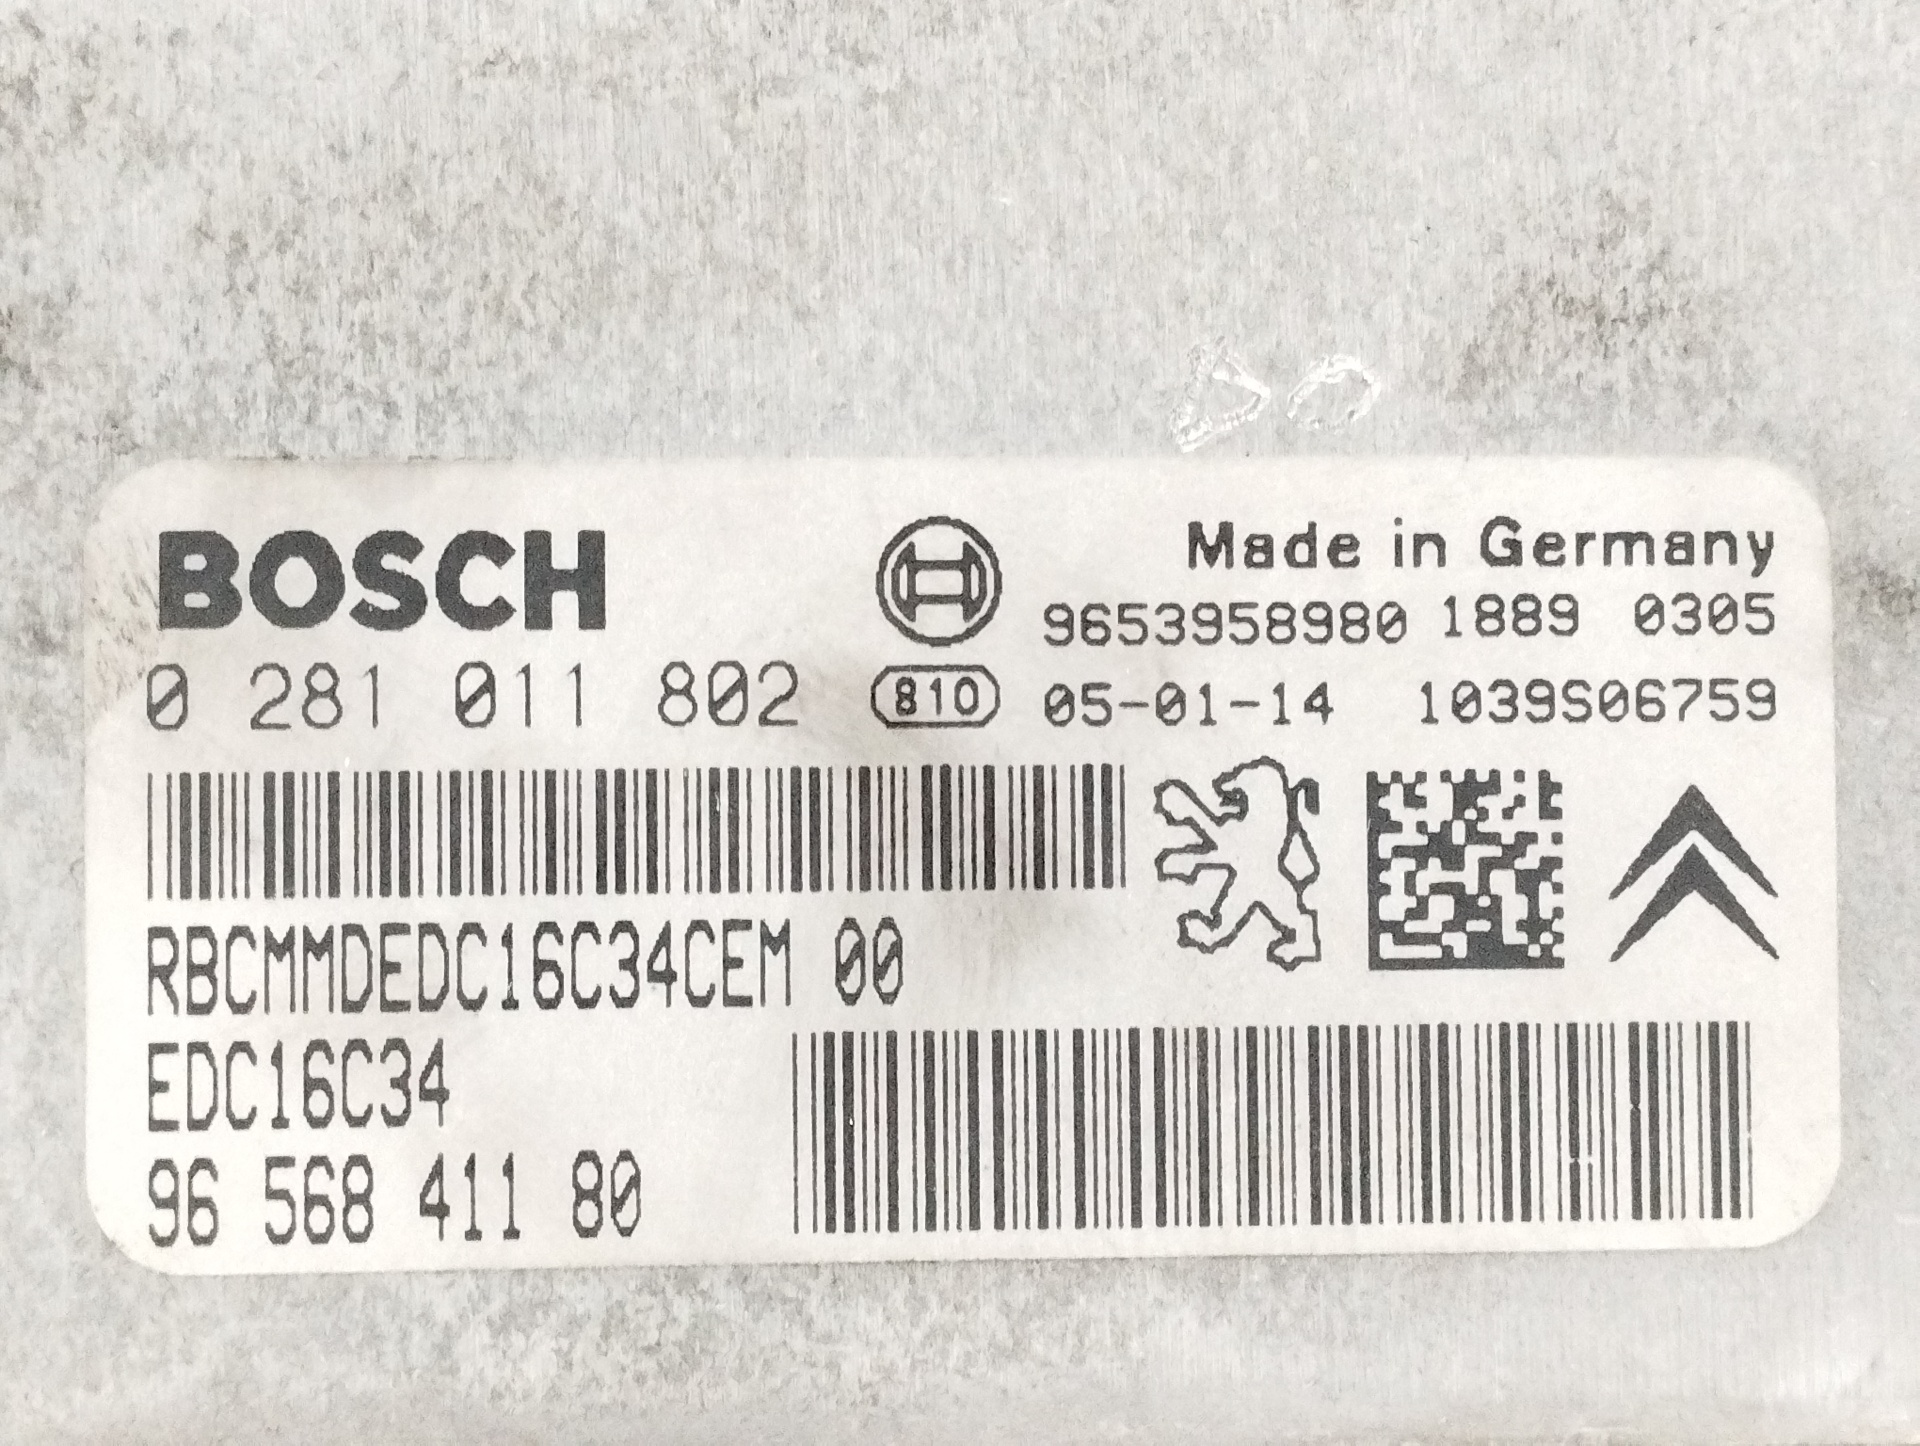 BOSCH
Made in Germany
9653958980 1889 0305
0 281 011 802
810
05-01-14 1039S06759
RBCMMDEDC16C34CEM 00
EDC16C34
96 568 411 80